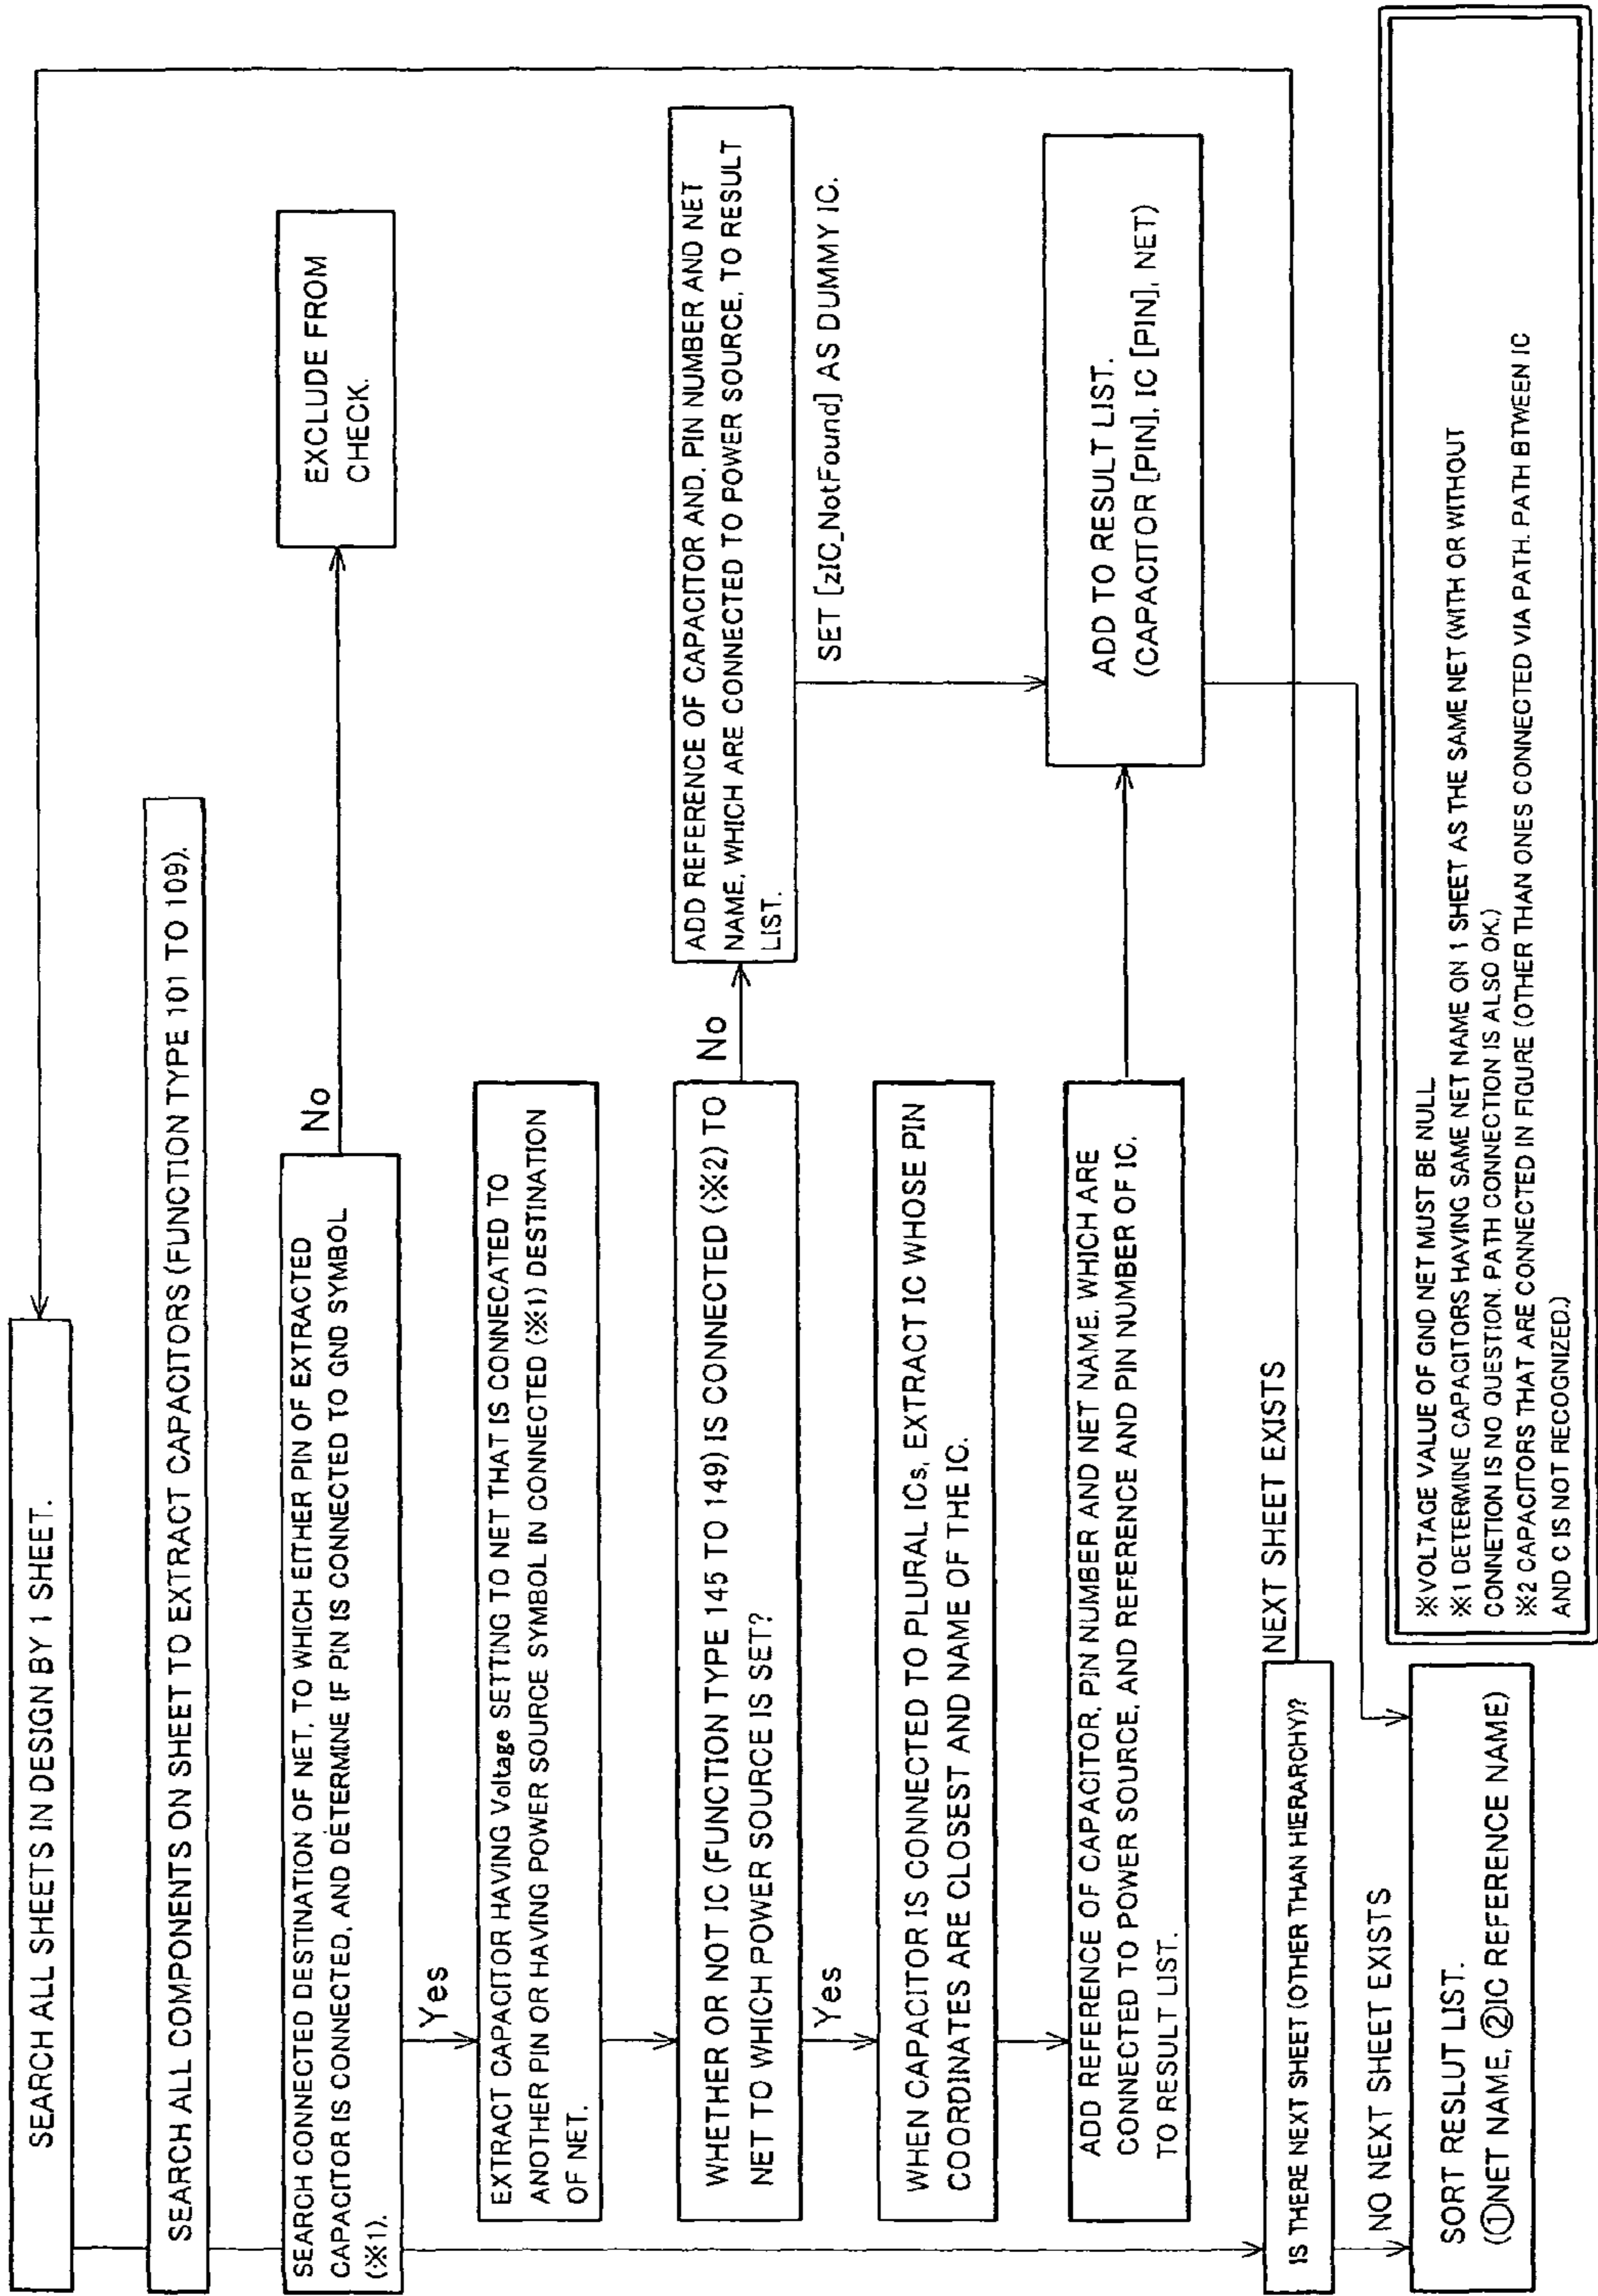 SEARCH ALL SHEETS IN DESIGN BY 1 SHEET.
SEARCH ALL COMPONENTS ON SHEET TO EXTRACT CAPACITORS (FUNCTION TYPE 101 TO 109).
SEARCH CONNECTED DESTINATION OF NET, TO WHICH EITHER PIN OF EXTRACTED
CAPACITOR IS CONNECTED, AND DETERMINE IF PIN IS CONNECTED TO GND SYMBOL
(※1).
No
EXCLUDE FROM
CHECK.
Yes
EXTRACT CAPACITOR HAVING Voltage SETTING TO NET THAT IS CONNECATED TO
ANOTHER PIN OR HAVING POWER SOURCE SYMBOL IN CONNECTED (※1) DESTINATION
OF NET.
WHETHER OR NOT IC (FUNCTION TYPE 145 TO 149) IS CONNECTED (※2) TO
NET TO WHICH POWER SOURCE IS SET?
No
ADD REFERENCE OF CAPACITOR AND, PIN NUMBER AND NET
NAME, WHICH ARE CONNECTED TO POWER SOURCE, TO RESULT
LIST.
Yes
SET [zIC_NotFound] AS DUMMY IC.
WHEN CAPACITOR IS CONNECTED TO PLURAL ICs, EXTRACT IC WHOSE PIN
COORDINATES ARE CLOSEST AND NAME OF THE IC.
ADD REFERENCE OF CAPACITOR, PIN NUMBER AND NET NAME, WHICH ARE
CONNECTED TO POWER SOURCE, AND REFERENCE AND PIN NUMBER OF IC,
TO RESULT LIST.
ADD TO RESULT LIST.
(CAPACITOR [PIN], IC [PIN], NET)
IS THERE NEXT SHEET (OTHER THAN HIERARCHY)?
NEXT SHEET EXISTS
NO NEXT SHEET EXISTS
SORT RESLUT LIST.
(①NET NAME, ②IC REFERENCE NAME)
※VOLTAGE VALUE OF GND NET MUST BE NULL
※1 DETERMINE CAPACITORS HAVING SAME NET NAME ON 1 SHEET AS THE SAME NET (WITH OR WITHOUT
CONNETION IS NO QUESTION. PATH CONNECTION IS ALSO OK.)
※2 CAPACITORS THAT ARE CONNECTED IN FIGURE (OTHER THAN ONES CONNECTED VIA PATH. PATH BTWEEN IC
AND C IS NOT RECOGNIZED.)